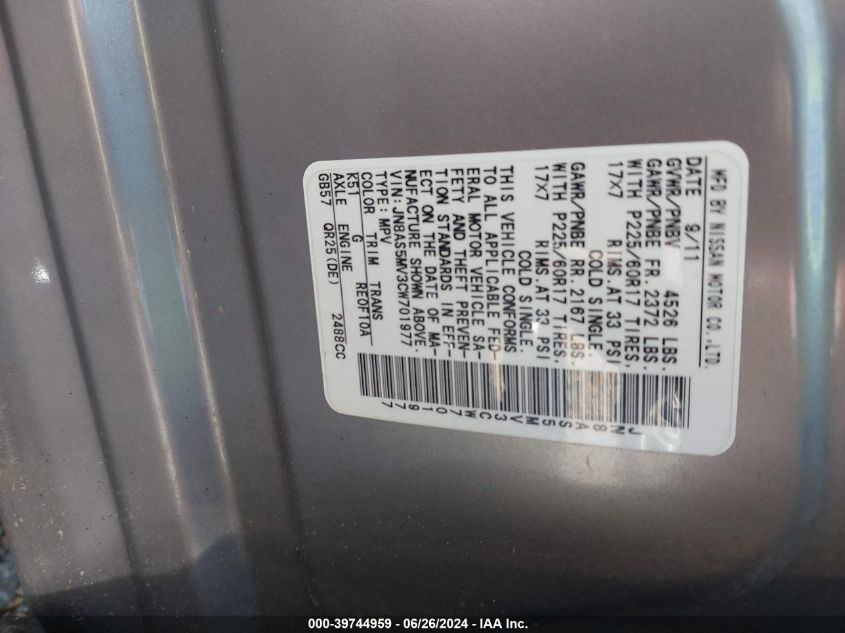 MFD BY NISSAN MOTOR CO.,LTD.
DATE 9/11
GVWR/PNBV 4526 LBS.
GAWR/PNBE FR.2372 LBS.
WITH P225/60R17 TIRES,
17X7 RIMS.AT 33 PSI
COLD SINGLE.
GAWR/PNBE RR.2167 LBS.
WITH P225/60R17 TIRES,
17X7 RIMS.AT 33 PSI
COLD SINGLE.
THIS VEHICLE CONFORMS
TO ALL APPLICABLE FED-
ERAL MOTOR VEHICLE SA-
FETY AND THEFT PREVEN-
TION STANDARDS IN EFF-
ECT ON THE DATE OF MA-
NUFACTURE SHOWN ABOVE.
VIN:JN8AS5MV3CW701977
TYPE:MPV
COLOR TRIM TRANS
K51 G RE0F10A
AXLE ENGINE
GB57 QR25(DE) 2488CC
JN8AS5MV3CW701977
000-39744959 - 06/26/2024 - IAA Inc.